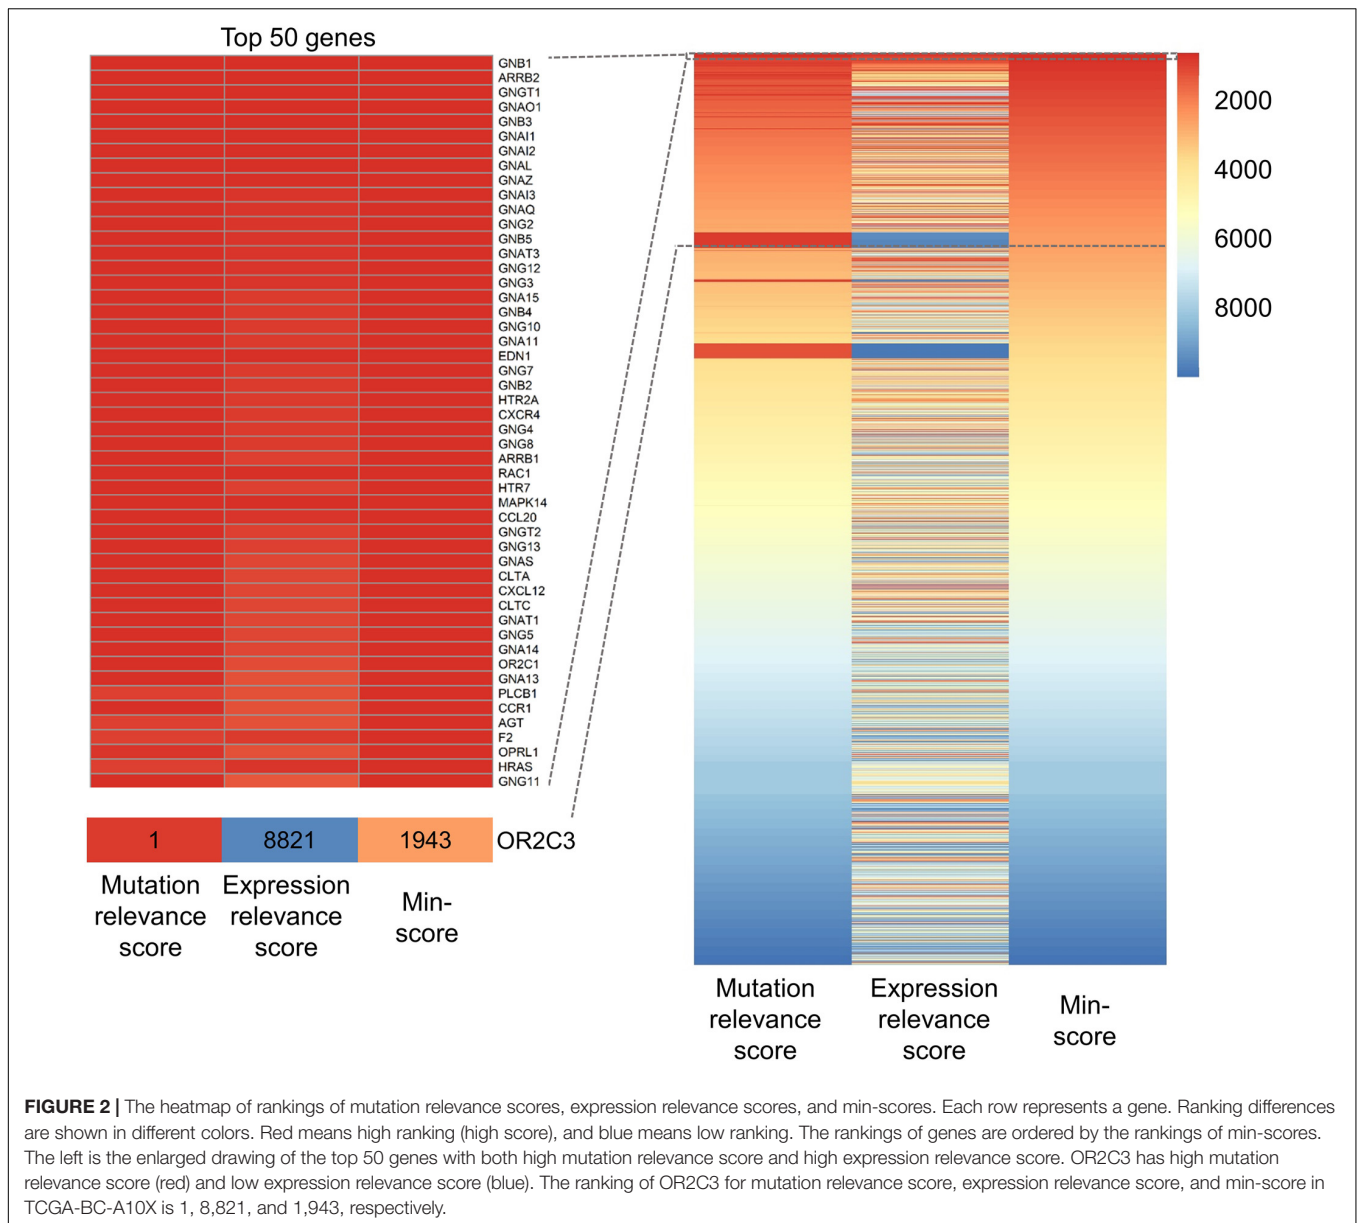 Top 50 genes
GNB1
ARRB2
GNGT1
GNAO1
GNB3
GNAI1
GNAI2
GNAL
GNAZ
GNAI3
GNAQ
GNG2
GNB5
GNAT3
GNG12
GNG3
GNA15
GNB4
GNG10
GNA11
EDN1
GNG7
GNB2
HTR2A
CXCR4
GNG4
GNG8
ARRB1
RAC1
HTR7
MAPK14
CCL20
GNGT2
GNG13
GNAS
CLTA
CXCL12
CLTC
GNAT1
GNG5
GNA14
OR2C1
GNA13
PLCB1
CCR1
AGT
F2
OPRL1
HRAS
GNG11
1 8821 1943 OR2C3
Mutation
relevance
score
Expression
relevance
score
Min-
score
2000
4000
6000
8000
Mutation
relevance
score
Expression
relevance
score
Min-
score
FIGURE 2 | The heatmap of rankings of mutation relevance scores, expression relevance scores, and min-scores. Each row represents a gene. Ranking differences
are shown in different colors. Red means high ranking (high score), and blue means low ranking. The rankings of genes are ordered by the rankings of min-scores.
The left is the enlarged drawing of the top 50 genes with both high mutation relevance score and high expression relevance score. OR2C3 has high mutation
relevance score (red) and low expression relevance score (blue). The ranking of OR2C3 for mutation relevance score, expression relevance score, and min-score in
TCGA-BC-A10X is 1, 8,821, and 1,943, respectively.